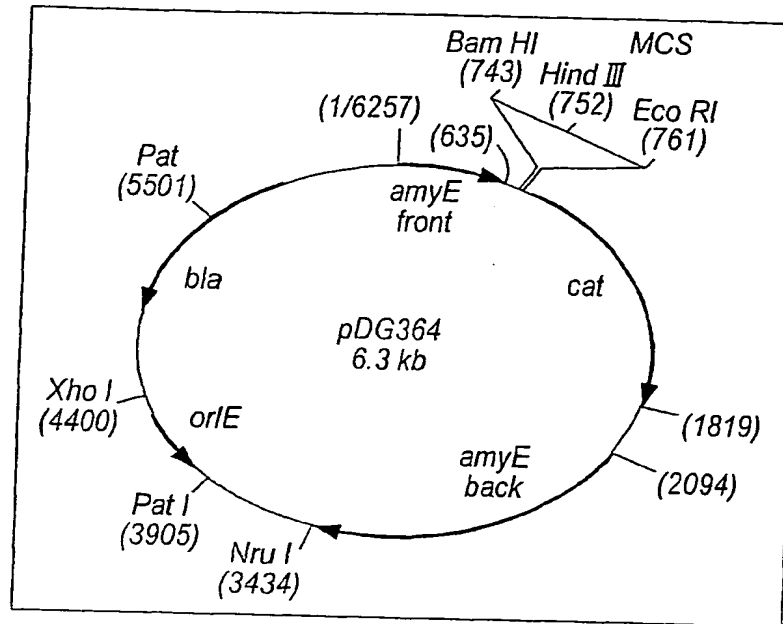 Bam HI
(743)
MCS
Hind III
(752)
Eco RI
(761)
(1/6257)
(635)
Pat
(5501)
amyE
front
bla
cat
pDG364
6.3 kb
Xho I
(4400)
orIE
(1819)
amyE
back
(2094)
Pat I
(3905)
Nru I
(3434)